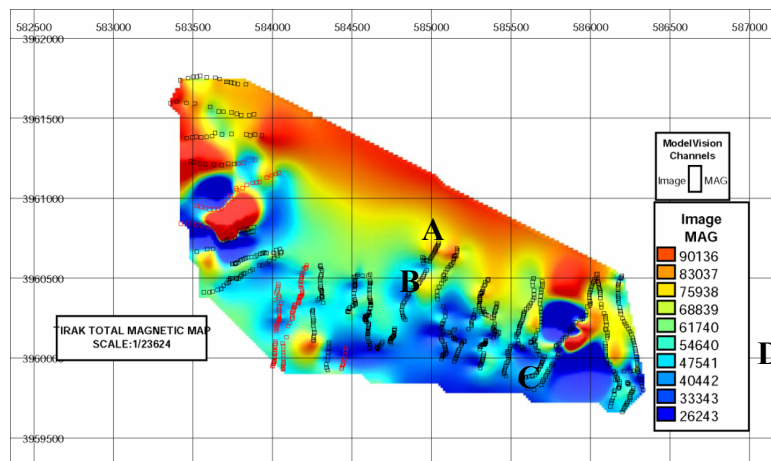 582500 583000 583500 584000 584500 585000 585500 586000 586500 587000
3962000
3961500
ModelVision
Channels
Image MAG
3961000
A
Image
MAG
90136
83037
75938
68839
61740
54640
47541
40442
33343
26243
3960500
B
TIRAK TOTAL MAGNETIC MAP
SCALE:1/23624
3960000
D
C
3959500